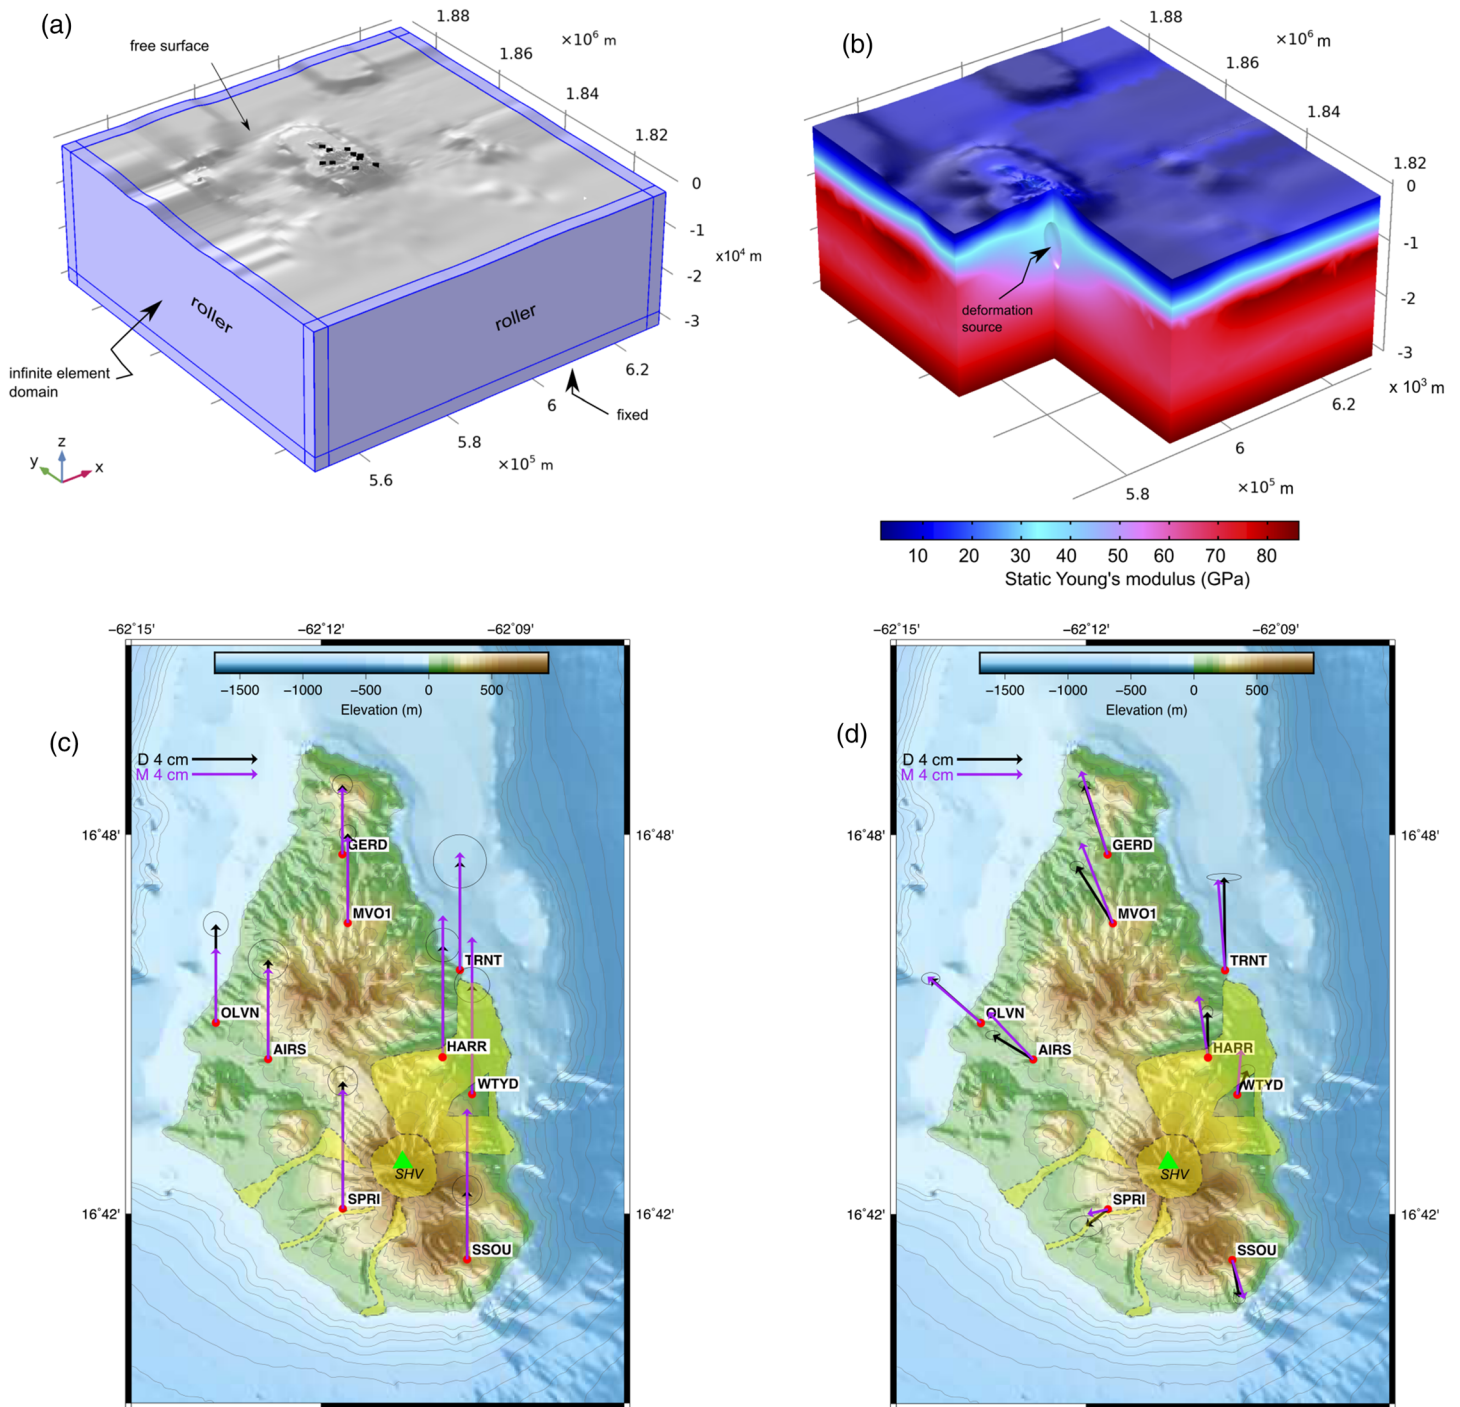 (a)
free surface
1.88
×10⁶ m
1.86
1.84
1.82
0
-1
x10⁴ m
-2
-3
roller
roller
infinite element
domain
6.2
6
fixed
5.8
×10⁵ m
5.6
z
y
x
(b)
1.88
×10⁶ m
1.86
1.84
1.82
0
-1
-2
-3
x 10³ m
deformation
source
6.2
6
×10⁵ m
5.8
10 20 30 40 50 60 70 80
Static Young's modulus (GPa)
(c)
−62˚15' −62˚12' −62˚09'
−1500 −1000 −500 0 500
Elevation (m)
D 4 cm
M 4 cm
16˚48' 16˚48'
GERD
MVO1
TRNT
OLVN
AIRS
HARR
WTYD
SHV
SPRI
16˚42' 16˚42'
SSOU
(d)
−62˚15' −62˚12' −62˚09'
−1500 −1000 −500 0 500
Elevation (m)
D 4 cm
M 4 cm
16˚48'
GERD
MVO1
TRNT
OLVN
AIRS
HARR
WTYD
SHV
SPRI
16˚42'
SSOU